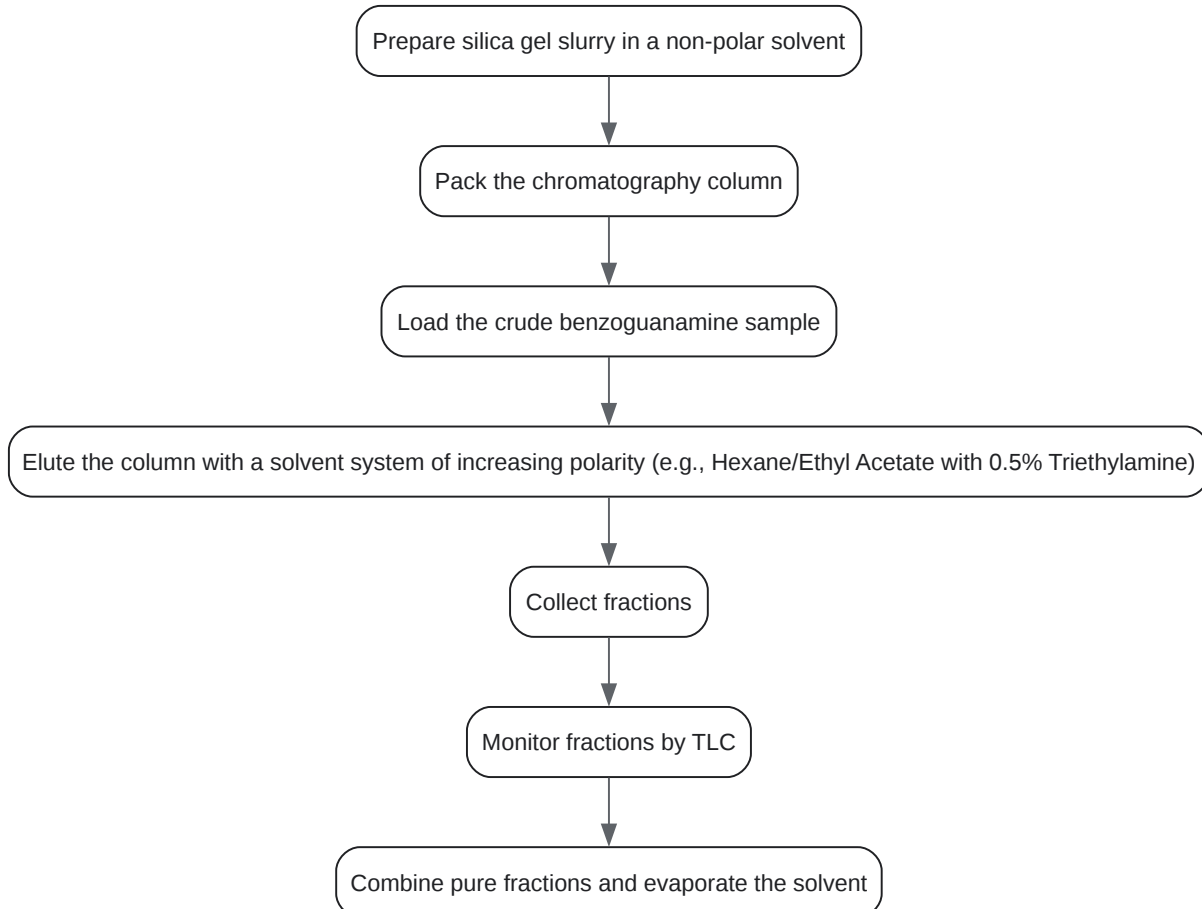 Prepare silica gel slurry in a non-polar solvent
Pack the chromatography column
Load the crude benzoguanamine sample
Elute the column with a solvent system of increasing polarity (e.g., Hexane/Ethyl Acetate with 0.5% Triethylamine)
Collect fractions
Monitor fractions by TLC
Combine pure fractions and evaporate the solvent